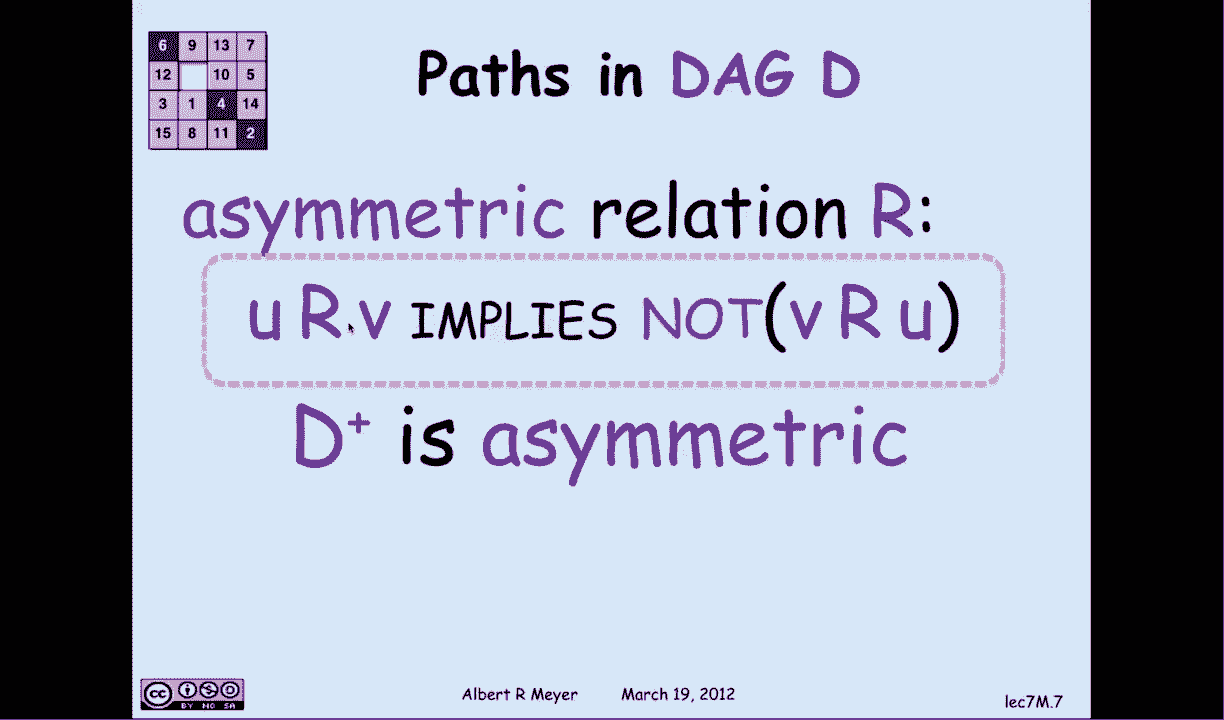 6 9 13 7
12 10 5
3 1 4 14
15 8 11 2
Paths in DAG D
asymmetric relation R:
u R v IMPLIES NOT(v R u)
D⁺ is asymmetric
cc
BY NC SA
Albert R Meyer March 19, 2012
lec7M.7